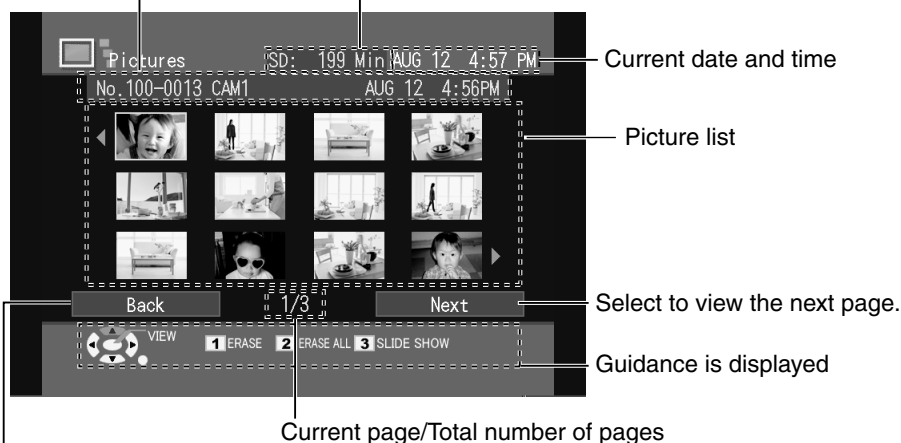 Pictures SD: 199 Min AUG 12 4:57 PM
Current date and time
No.100-0013 CAM1 AUG 12 4:56PM
Picture list
Back 1/3 Next
Select to view the next page.
VIEW 1 ERASE 2 ERASE ALL 3 SLIDE SHOW
Guidance is displayed
Current page/Total number of pages